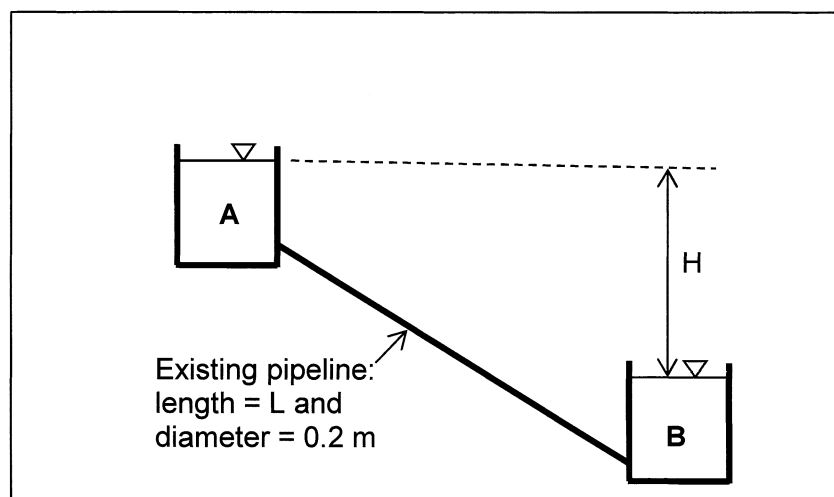 A
H
Existing pipeline:
length = L and
diameter = 0.2 m
B